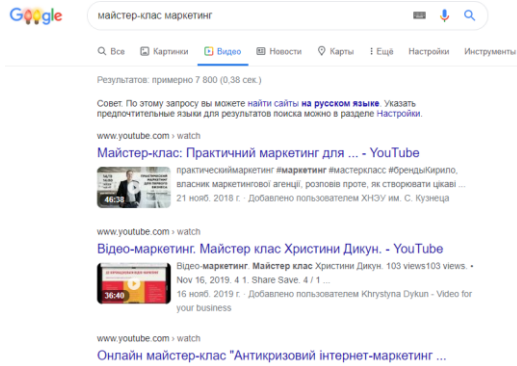 Google
майстер-клас маркетинг
Все Картинки Видео Новости Карты Ещё Настройки Инструменты
Результатов: примерно 7 800 (0,38 сек.)
Совет. По этому запросу вы можете найти сайты на русском языке. Указать
предпочтительные языки для результатов поиска можно в разделе Настройки.
www.youtube.com › watch
Майстер-клас: Практичний маркетинг для ... - YouTube
практическиймаркетинг #маркетинг #мастеркласс #брендыКирило,
власник маркетингової агенції, розповів проте, як створювати цікаві ...
46:38
21 нояб. 2018 г. · Добавлено пользователем ХНЭУ им. С. Кузнеца
www.youtube.com › watch
Відео-маркетинг. Майстер клас Христини Дикун. - YouTube
Відео-маркетинг. Майстер клас Христини Дикун. 103 views103 views. •
Nov 16, 2019. 4 1. Share Save. 4 / 1 ...
36:40
16 нояб. 2019 г. · Добавлено пользователем Khrystyna Dykun - Video for
your business
www.youtube.com › watch
Онлайн майстер-клас "Антикризовий інтернет-маркетинг ...